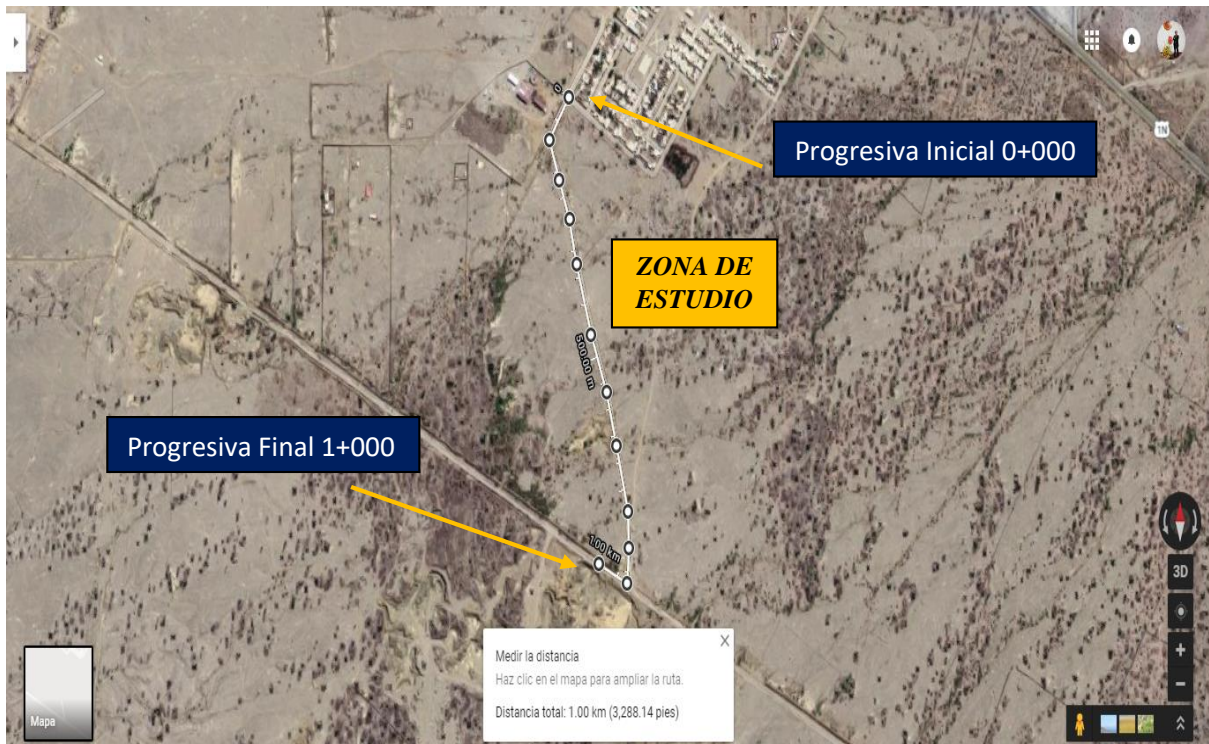 0
1N
Progresiva Inicial 0+000
ZONA DE
ESTUDIO
500.00 m
Progresiva Final 1+000
1.00 km
3D
Medir la distancia
Haz clic en el mapa para ampliar la ruta.
Distancia total: 1.00 km (3,288.14 pies)
Mapa